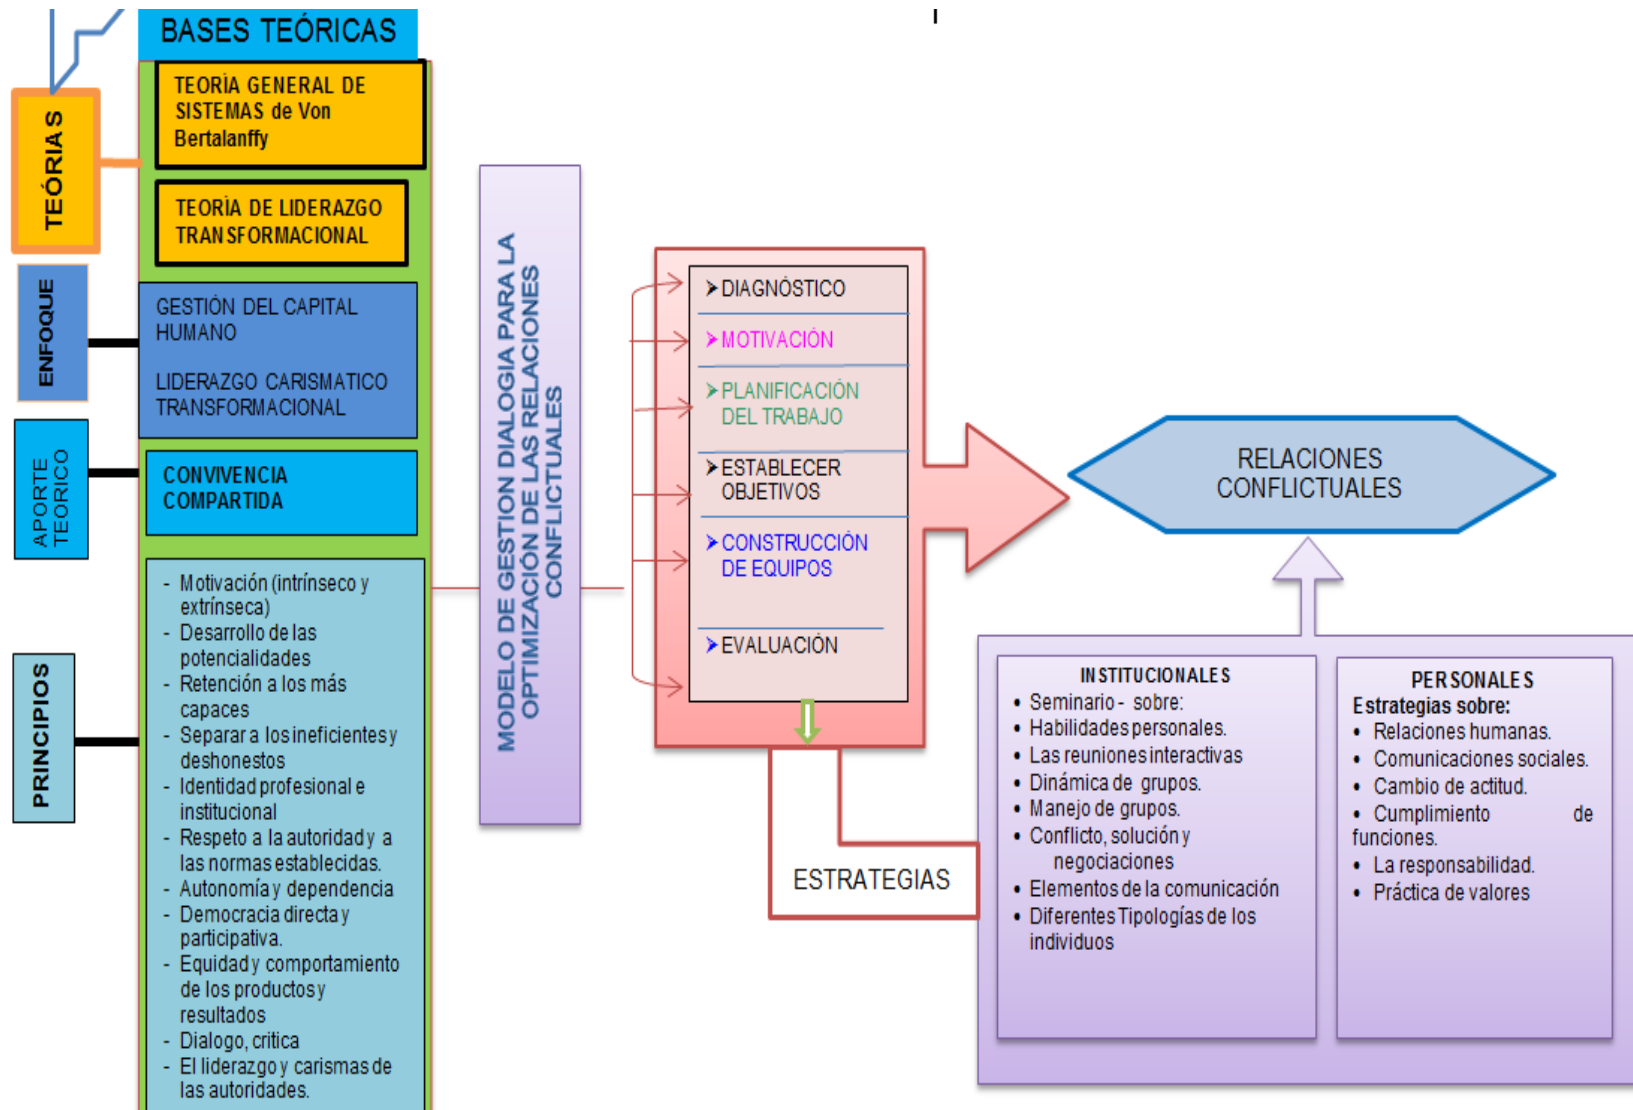 BASES TEÓRICAS
TEÓRIAS
TEORÌA GENERAL DE
SISTEMAS de Von
Bertalanffy
TEORÌA DE LIDERAZGO
TRANSFORMACIONAL
ENFOQUE
GESTIÓN DEL CAPITAL
HUMANO
LIDERAZGO CARISMATICO
TRANSFORMACIONAL
APORTE
TEORICO
CONVIVENCIA
COMPARTIDA
PRINCIPIOS
- Motivación (intrínseco y
extrínseca)
- Desarrollo de las
potencialidades
- Retención a los más
capaces
- Separar a los ineficientes y
deshonestos
- Identidad profesional e
institucional
- Respeto a la autoridad y a
las normas establecidas.
- Autonomía y dependencia
- Democracia directa y
participativa.
- Equidad y comportamiento
de los productos y
resultados
- Dialogo, critica
- El liderazgo y carismas de
las autoridades.
MODELO DE GESTION DIALOGIA PARA LA
OPTIMIZACIÓN DE LAS RELACIONES
CONFLICTUALES
➢DIAGNÓSTICO
➢MOTIVACIÓN
➢PLANIFICACIÓN
DEL TRABAJO
➢ESTABLECER
OBJETIVOS
➢CONSTRUCCIÓN
DE EQUIPOS
➢EVALUACIÓN
ESTRATEGIAS
RELACIONES
CONFLICTUALES
INSTITUCIONALES
• Seminario - sobre:
• Habilidades personales.
• Las reuniones interactivas
• Dinámica de grupos.
• Manejo de grupos.
• Conflicto, solución y
negociaciones
• Elementos de la comunicación
• Diferentes Tipologías de los
individuos
PERSONALES
Estrategias sobre:
• Relaciones humanas.
• Comunicaciones sociales.
• Cambio de actitud.
• Cumplimiento de
funciones.
• La responsabilidad.
• Práctica de valores